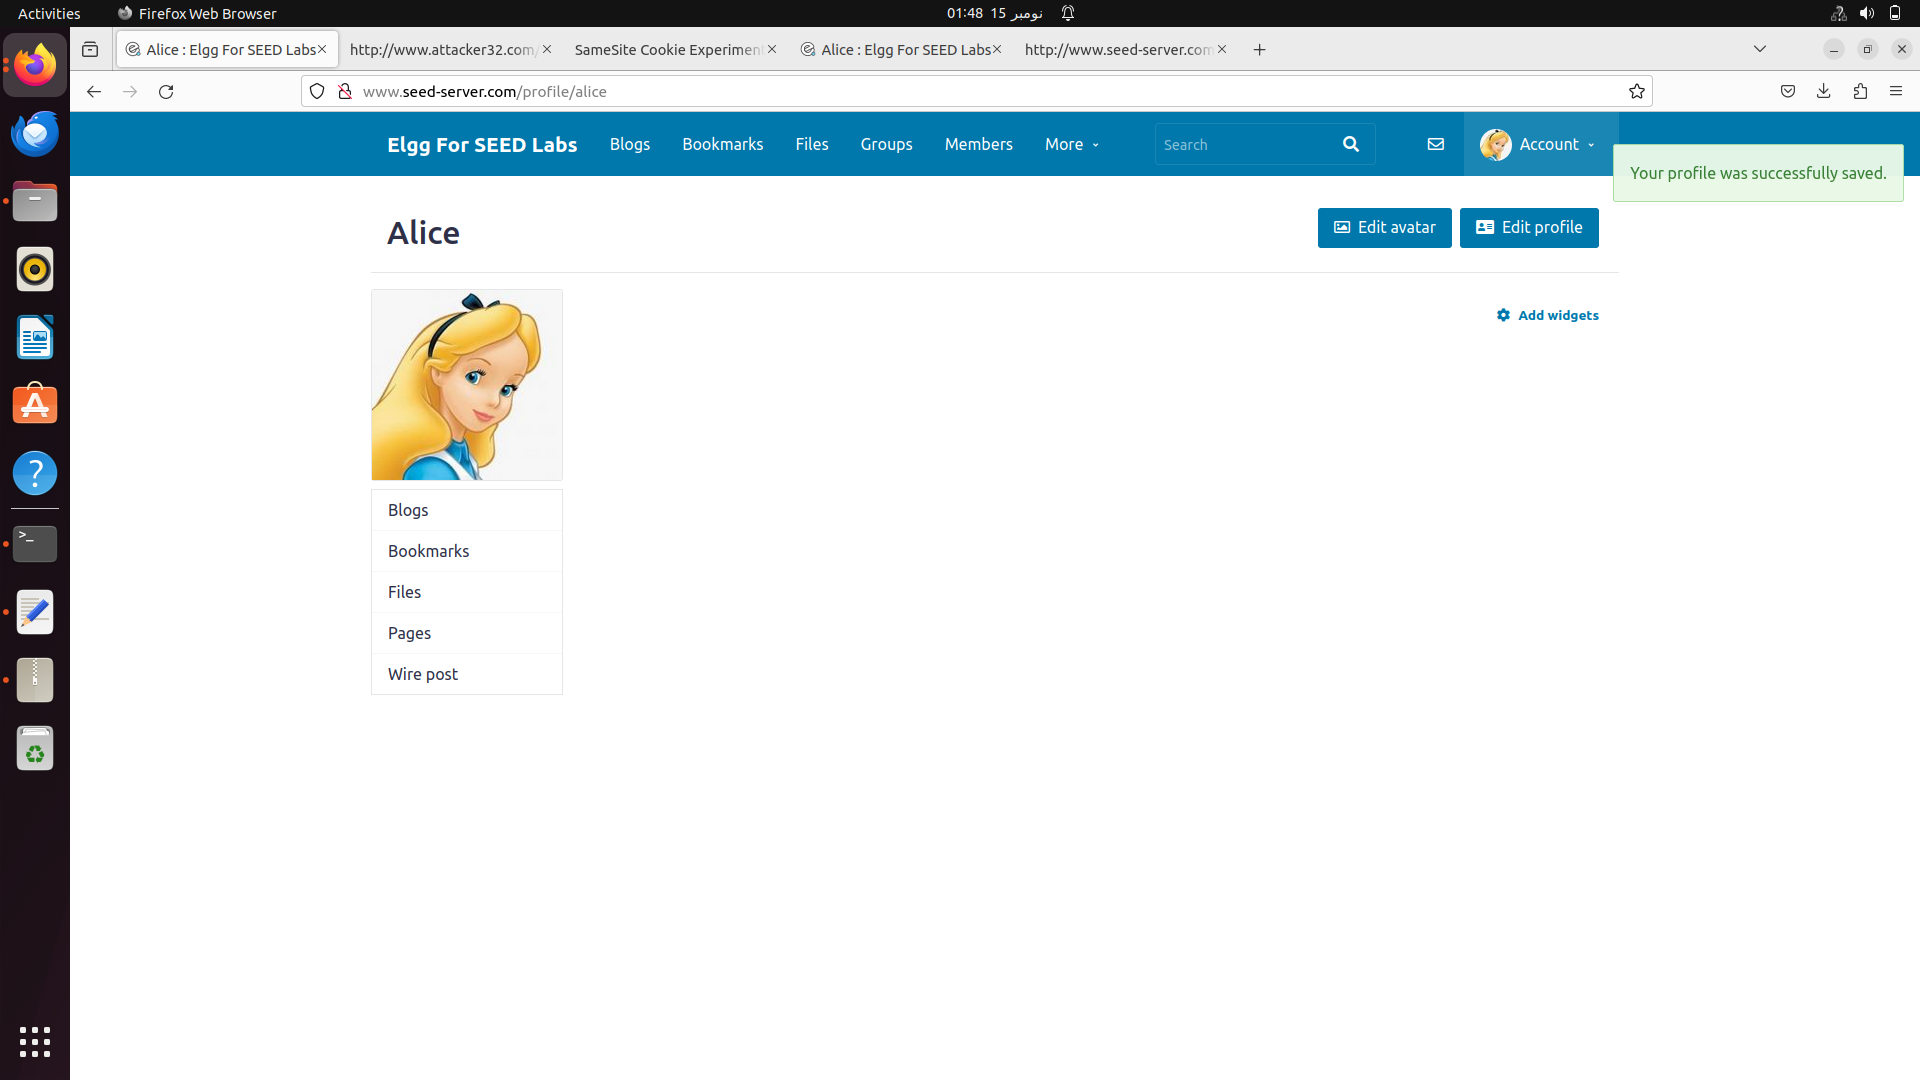 Activities
Firefox Web Browser
01:48 15 نومبر
Alice : Elgg For SEED Labs
http://www.attacker32.com/
SameSite Cookie Experiment
Alice : Elgg For SEED Labs
http://www.seed-server.com
www.seed-server.com/profile/alice
Elgg For SEED Labs
Blogs
Bookmarks
Files
Groups
Members
More
Search
Account
Your profile was successfully saved.
Alice
Edit avatar
Edit profile
Add widgets
Blogs
Bookmarks
Files
Pages
Wire post